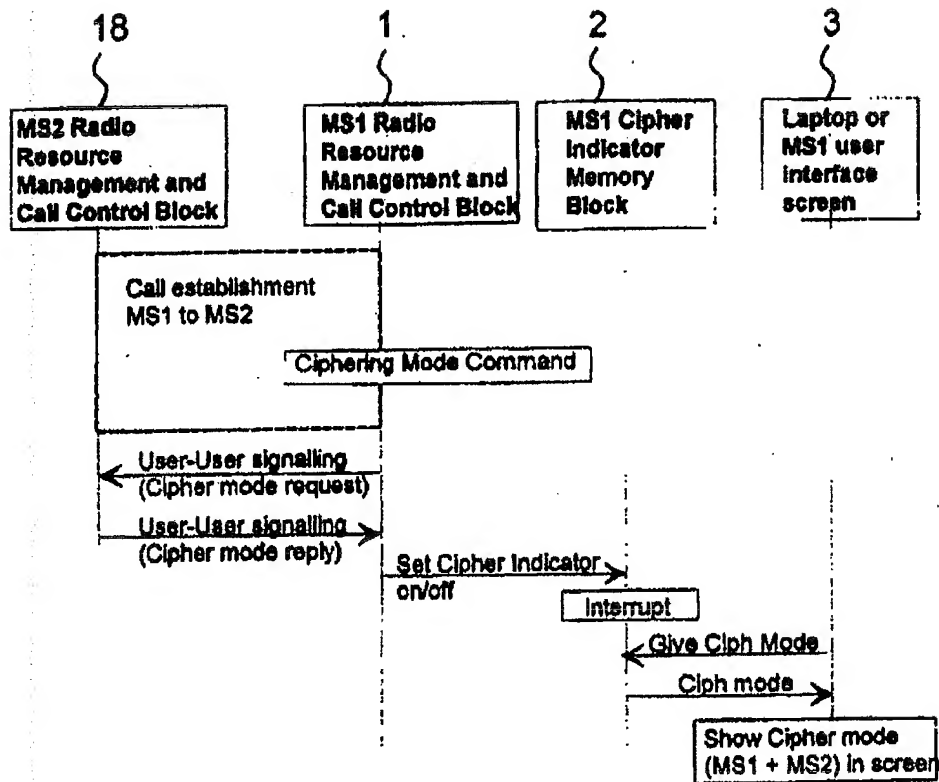 18
1
2
3
MS2 Radio
Resource
Management and
Call Control Block
MS1 Radio
Resource
Management and
Call Control Block
MS1 Cipher
Indicator
Memory
Block
Laptop or
MS1 user
interface
screen
Call establishment
MS1 to MS2
Ciphering Mode Command
User-User signalling
(Cipher mode request)
User-User signalling
(Cipher mode reply)
Set Cipher Indicator
on/off
Interrupt
Give Ciph Mode
Ciph mode
Show Cipher mode
(MS1 + MS2) in screen